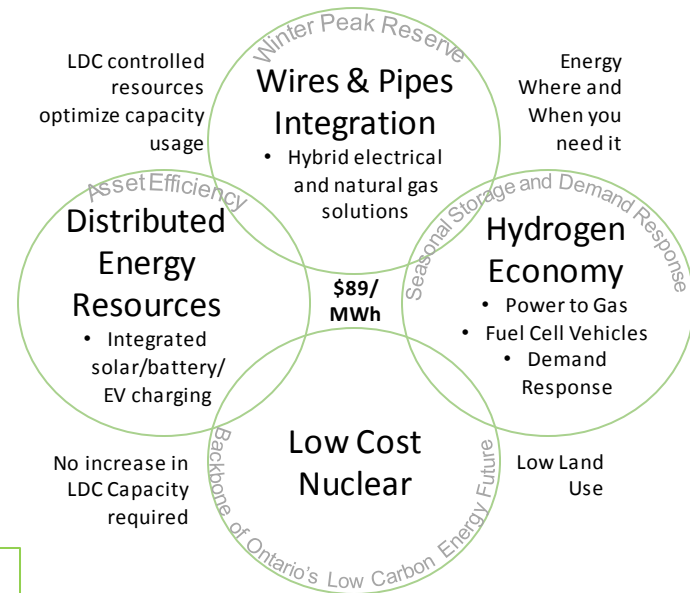 Winter Peak Reserve
LDC controlled
resources
optimize capacity
usage
Wires & Pipes
Integration
• Hybrid electrical
and natural gas
solutions
Energy
Where and
When you
need it
Asset Efficiency
Distributed
Energy
Resources
• Integrated
solar/battery/
EV charging
$89/
MWh
Seasonal Storage and Demand Response
Hydrogen
Economy
• Power to Gas
• Fuel Cell Vehicles
• Demand
Response
No increase in
LDC Capacity
required
Low Cost
Nuclear
Backbone of Ontario's Low Carbon Energy Future
Low Land
Use